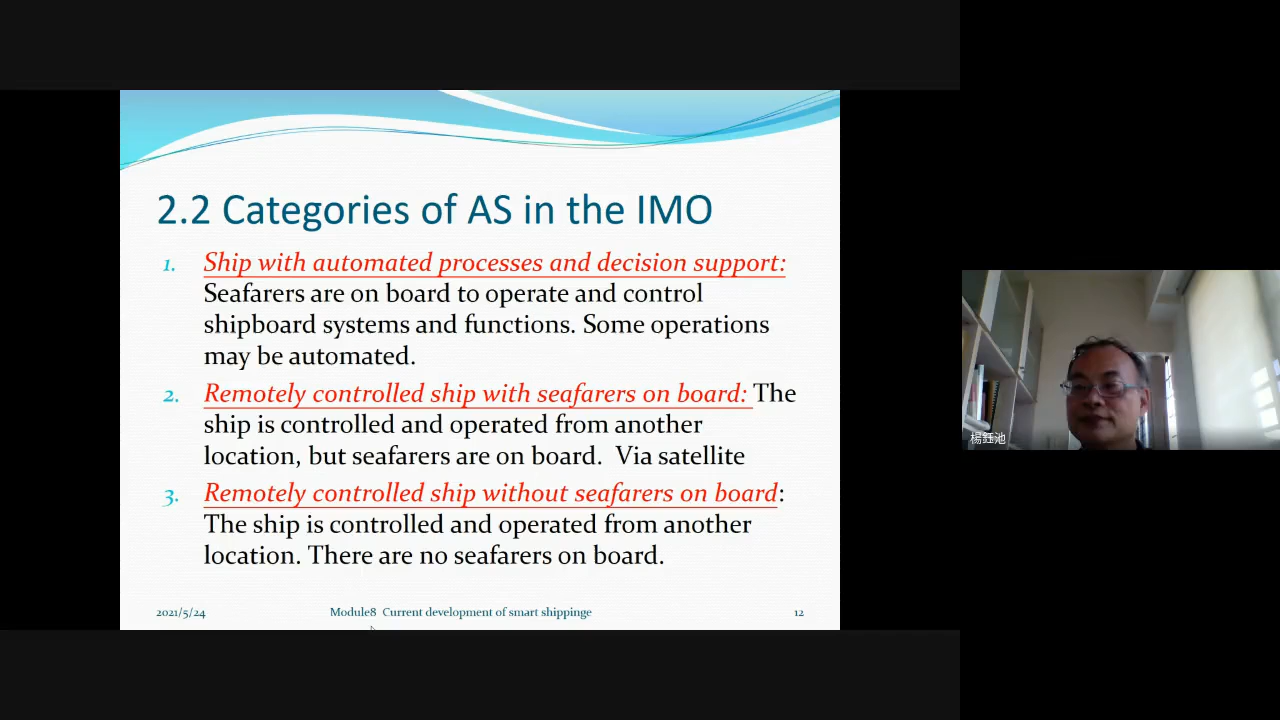 2.2 Categories of AS in the IMO
1. Ship with automated processes and decision support:
Seafarers are on board to operate and control
shipboard systems and functions. Some operations
may be automated.
2. Remotely controlled ship with seafarers on board: The
ship is controlled and operated from another
location, but seafarers are on board. Via satellite
3. Remotely controlled ship without seafarers on board:
The ship is controlled and operated from another
location. There are no seafarers on board.
2021/5/24
Module8 Current development of smart shippinge
12
楊鈺池